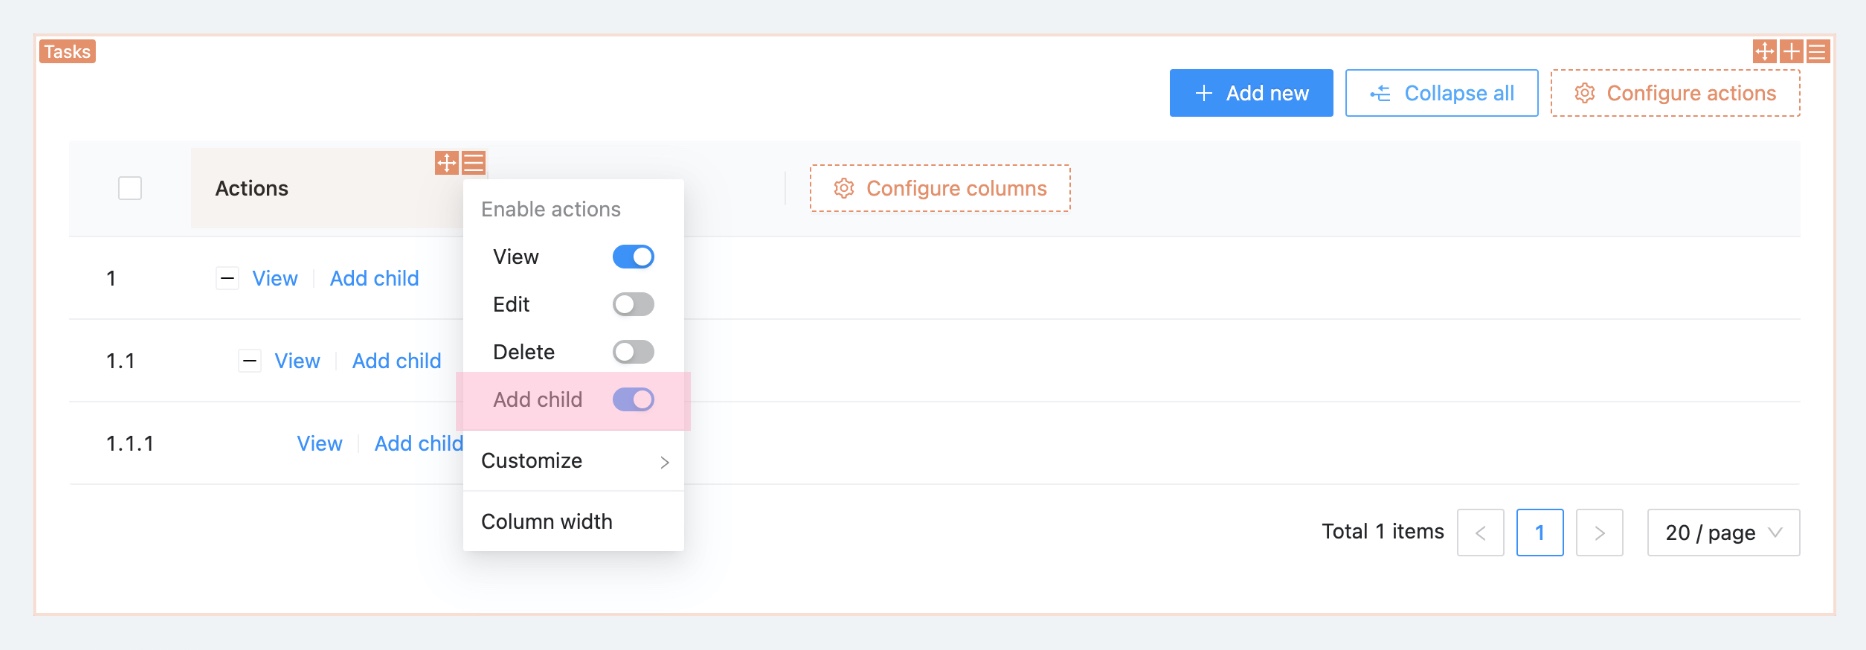 Tasks
Add new
Collapse all
Configure actions
Actions
Configure columns
Enable actions
View
Edit
Delete
Add child
Customize
Column width
1
View
Add child
1.1
View
Add child
1.1.1
View
Add child
Total 1 items
1
20 / page